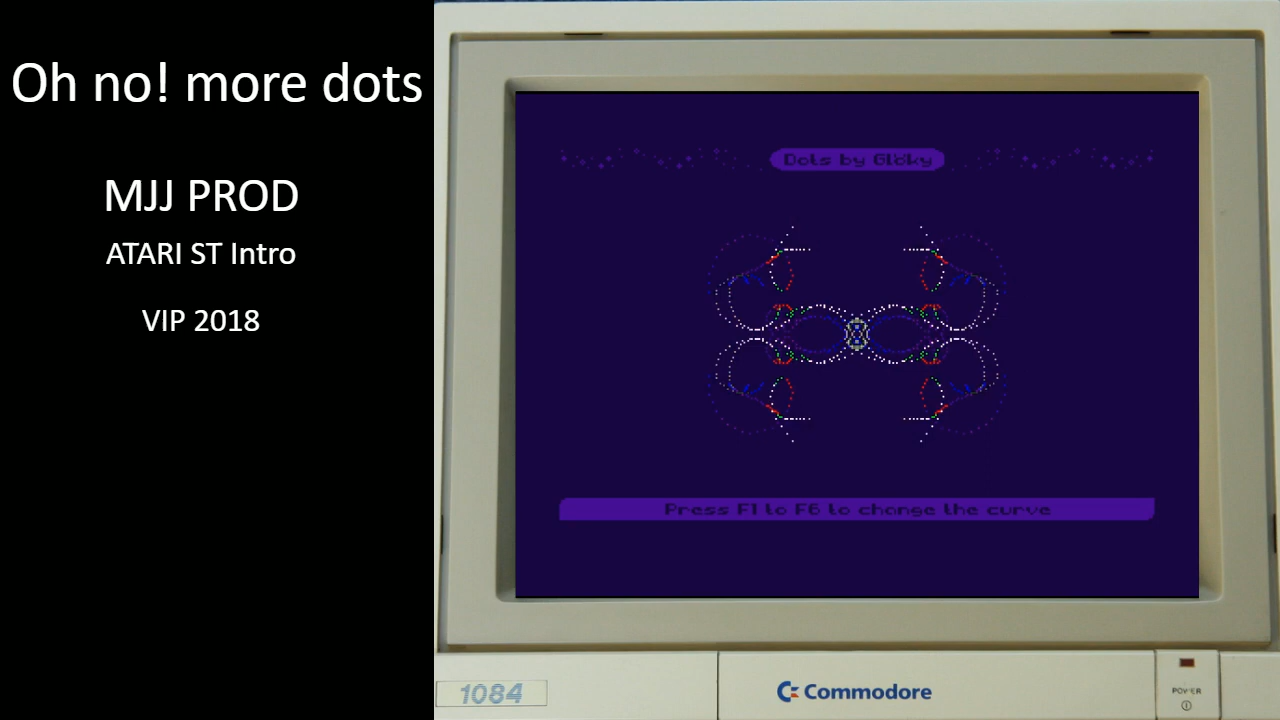 Oh no! more dots
MJJ PROD
ATARI ST Intro
VIP 2018
Dots by Gloky
Press F1 to F6 to change the curve
1084
Commodore
POWER